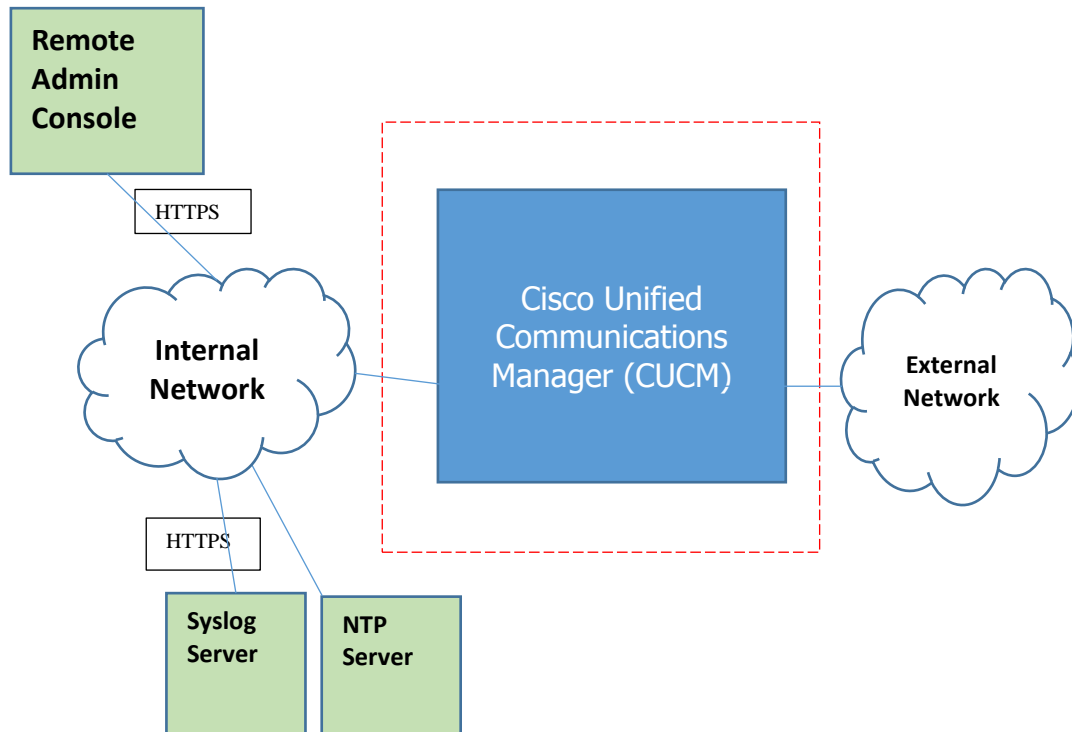 Remote
Admin
Console
HTTPS
Internal
Network
Cisco Unified
Communications
Manager (CUCM)
External
Network
HTTPS
Syslog
Server
NTP
Server